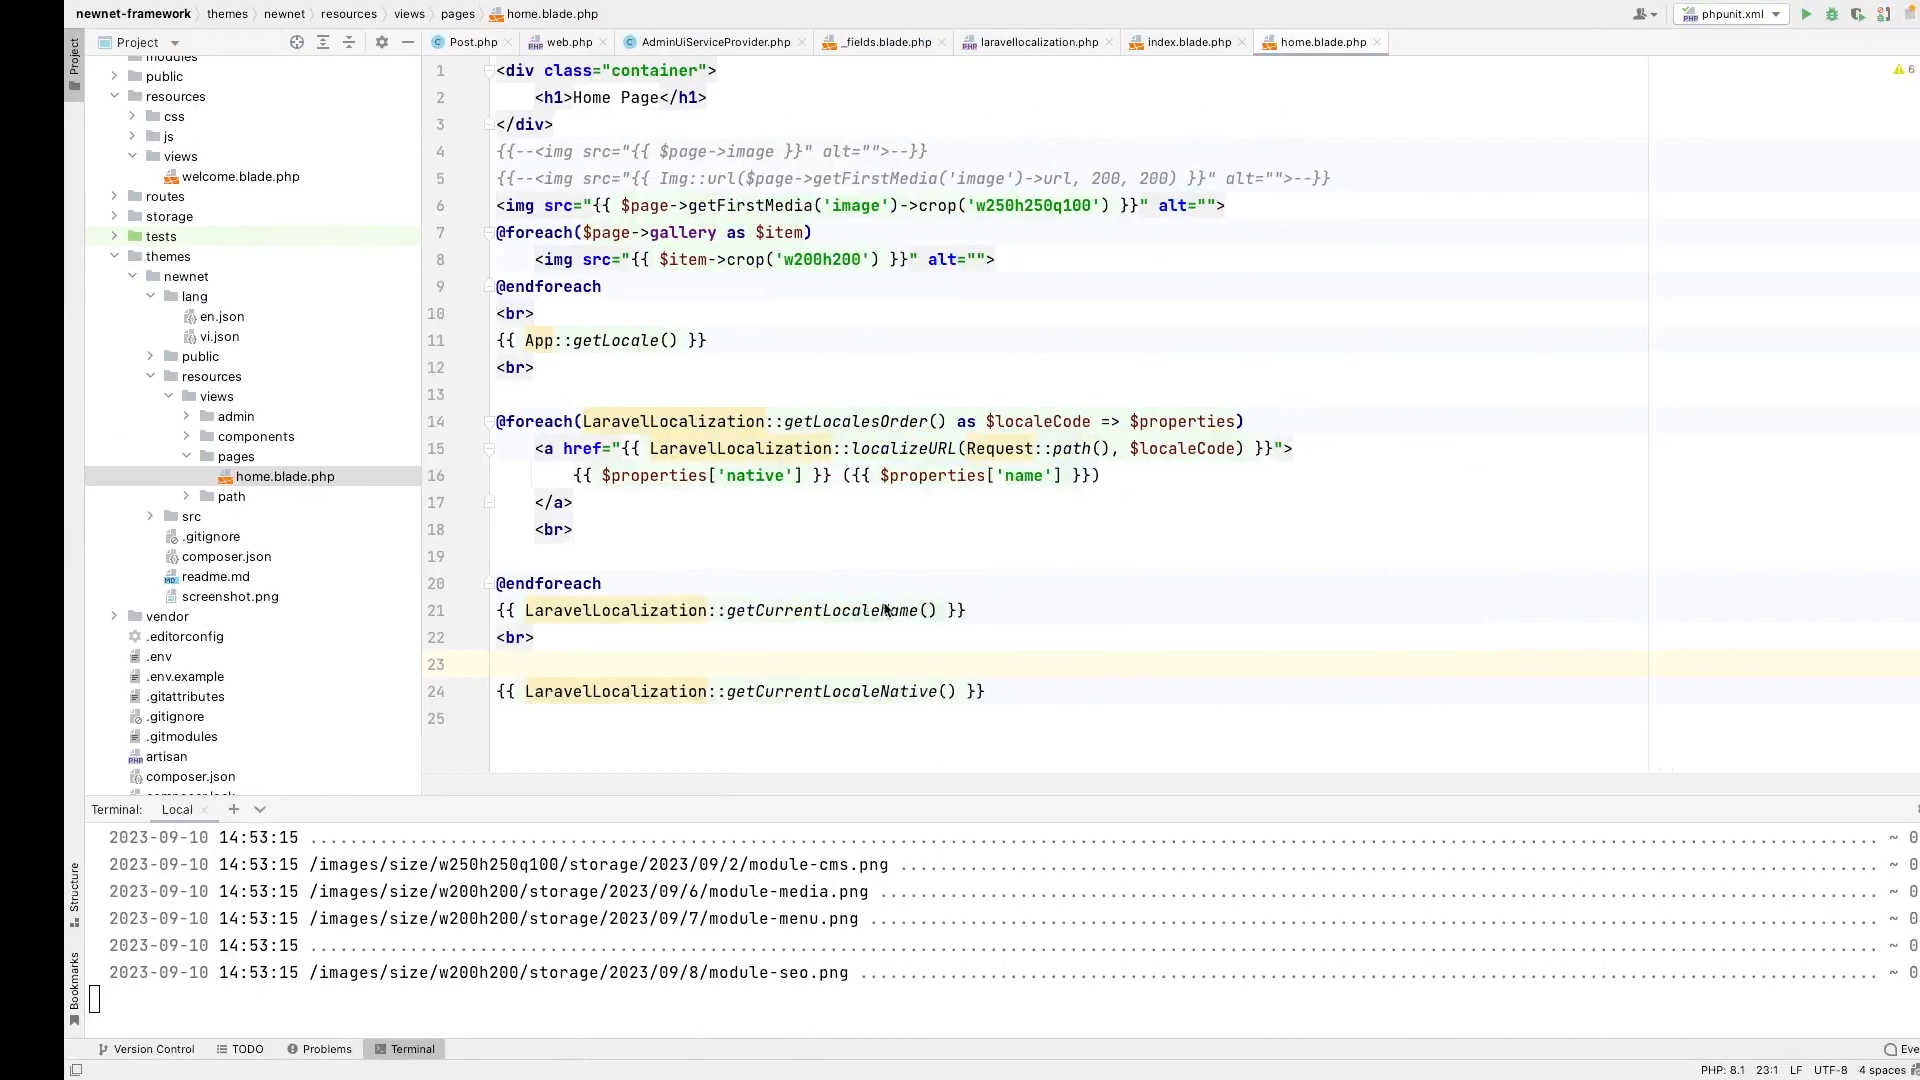 newnet-framework themes newnet resources views pages home.blade.php
phpunit.xml
Project
Project
Post.php web.php AdminUiServiceProvider.php _fields.blade.php laravellocalization.php index.blade.php home.blade.php
public
resources
css
js
views
welcome.blade.php
routes
storage
tests
themes
newnet
lang
en.json
vi.json
public
resources
views
admin
components
pages
home.blade.php
path
src
.gitignore
composer.json
readme.md
screenshot.png
vendor
.editorconfig
.env
.env.example
.gitattributes
.gitignore
.gitmodules
artisan
composer.json
6
1 <div class="container">
2 <h1>Home Page</h1>
3 </div>
4 {{--<img src="{{ $page->image }}" alt="">--}}
5 {{--<img src="{{ Img::url($page->getFirstMedia('image')->url, 200, 200) }}" alt="">--}}
6 <img src="{{ $page->getFirstMedia('image')->crop('w250h250q100') }}" alt="">
7 @foreach($page->gallery as $item)
8 <img src="{{ $item->crop('w200h200') }}" alt="">
9 @endforeach
10 <br>
11 {{ App::getLocale() }}
12 <br>
13
14 @foreach(LaravelLocalization::getLocalesOrder() as $localeCode => $properties)
15 <a href="{{ LaravelLocalization::localizeURL(Request::path(), $localeCode) }}">
16 {{ $properties['native'] }} ({{ $properties['name'] }})
17 </a>
18 <br>
19
20 @endforeach
21 {{ LaravelLocalization::getCurrentLocaleName() }}
22 <br>
23
24 {{ LaravelLocalization::getCurrentLocaleNative() }}
25
Terminal: Local
2023-09-10 14:53:15 ........ ~ 0
2023-09-10 14:53:15 /images/size/w250h250q100/storage/2023/09/2/module-cms.png ........ ~ 0
2023-09-10 14:53:15 /images/size/w200h200/storage/2023/09/6/module-media.png ........ ~ 0
2023-09-10 14:53:15 /images/size/w200h200/storage/2023/09/7/module-menu.png ........ ~ 0
2023-09-10 14:53:15 ........ ~ 0
2023-09-10 14:53:15 /images/size/w200h200/storage/2023/09/8/module-seo.png ........ ~ 0
Structure
Bookmarks
Version Control TODO Problems Terminal Eve
PHP: 8.1 23:1 LF UTF-8 4 spaces